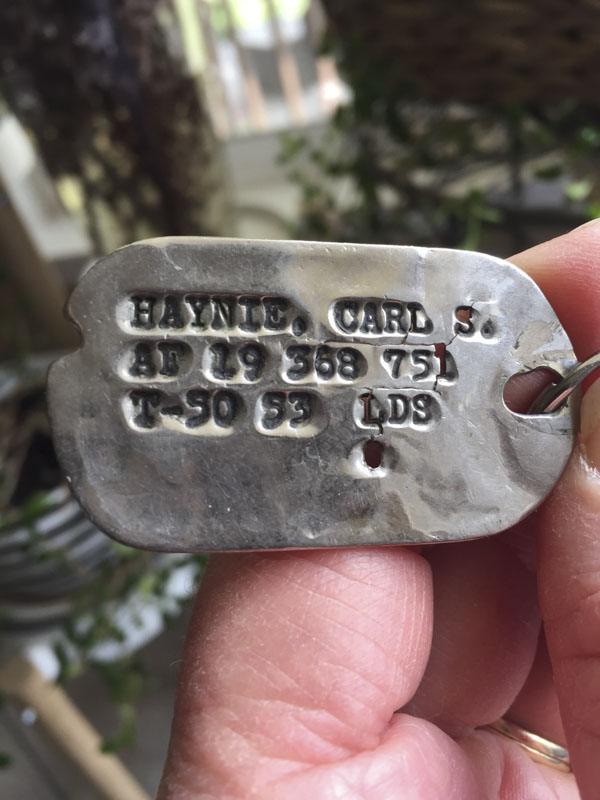 HAYNIE, CARL S.
AF 19 368 751
T-50 53 LDS
O